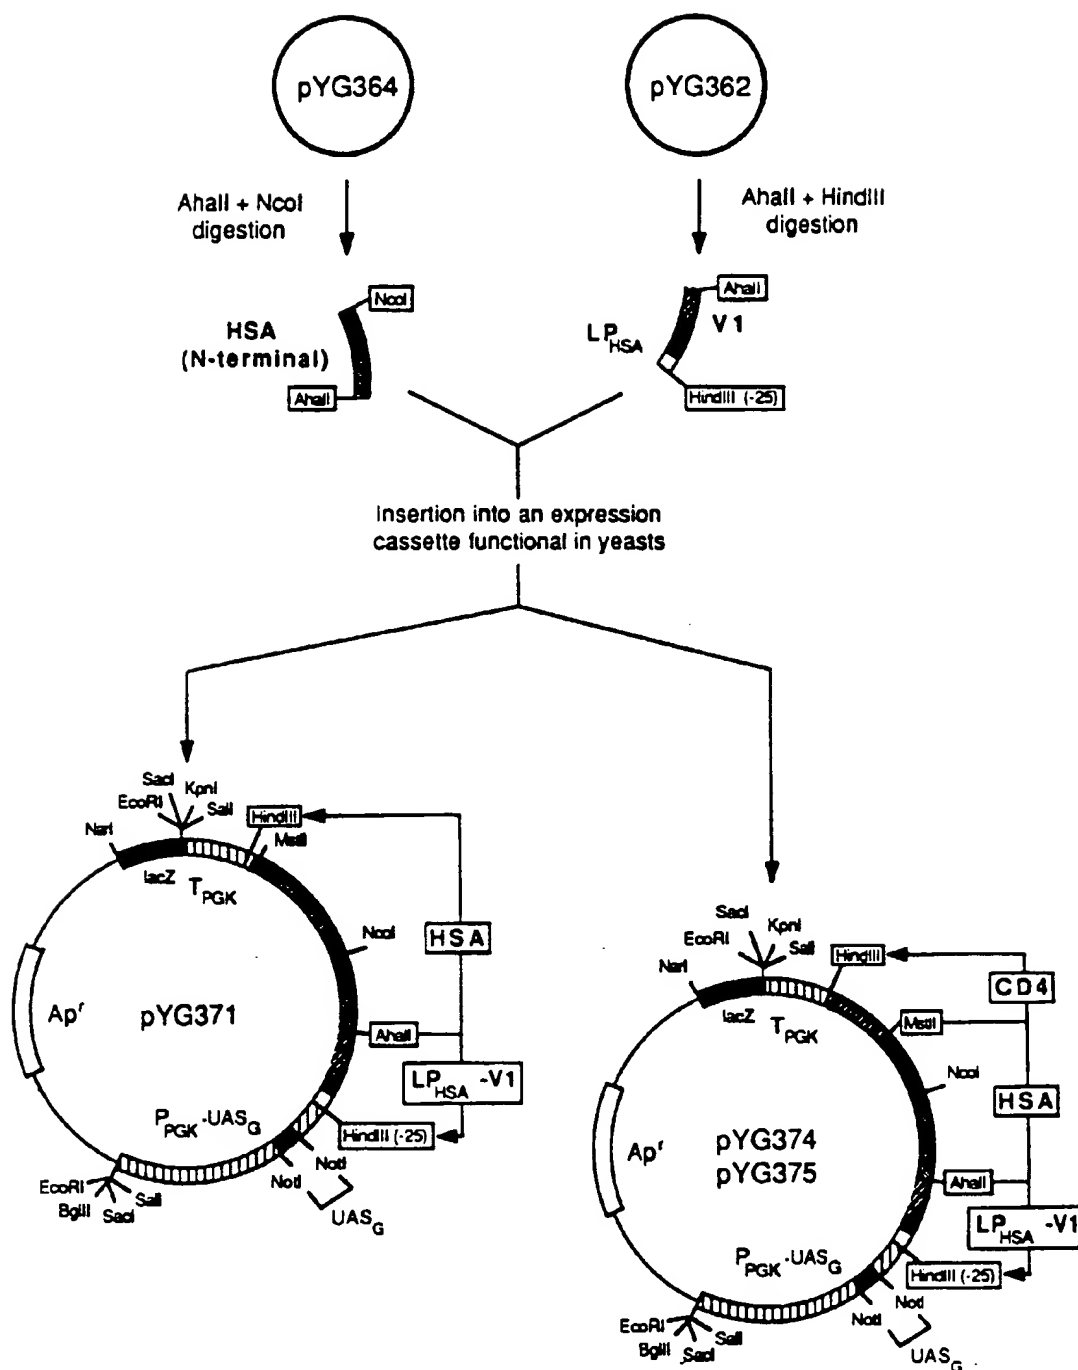 pYG364
pYG362
AhaII + NcoI
digestion
AhaII + HindIII
digestion
NcoI
HSA
(N-terminal)
AhaII
AhaII
V1
LP HSA
HindIII (-25)
Insertion into an expression
cassette functional in yeasts
SacI
KpnI
EcoRI
SalI
HindIII
NarI
MstII
lacZ
T PGK
NcoI
HSA
Ap r
pYG371
AhaII
LP HSA -V1
P PGK -UAS G
HindIII (-25)
NotI
NotI
EcoRI
BglII
SacI
SalI
UAS G
SacI
KpnI
EcoRI
SalI
HindIII
NarI
CD4
lacZ
T PGK
MstII
NcoI
HSA
Ap r
pYG374
pYG375
AhaII
LP HSA -V1
P PGK -UAS G
HindIII (-25)
NotI
NotI
EcoRI
BglII
SacI
SalI
UAS G